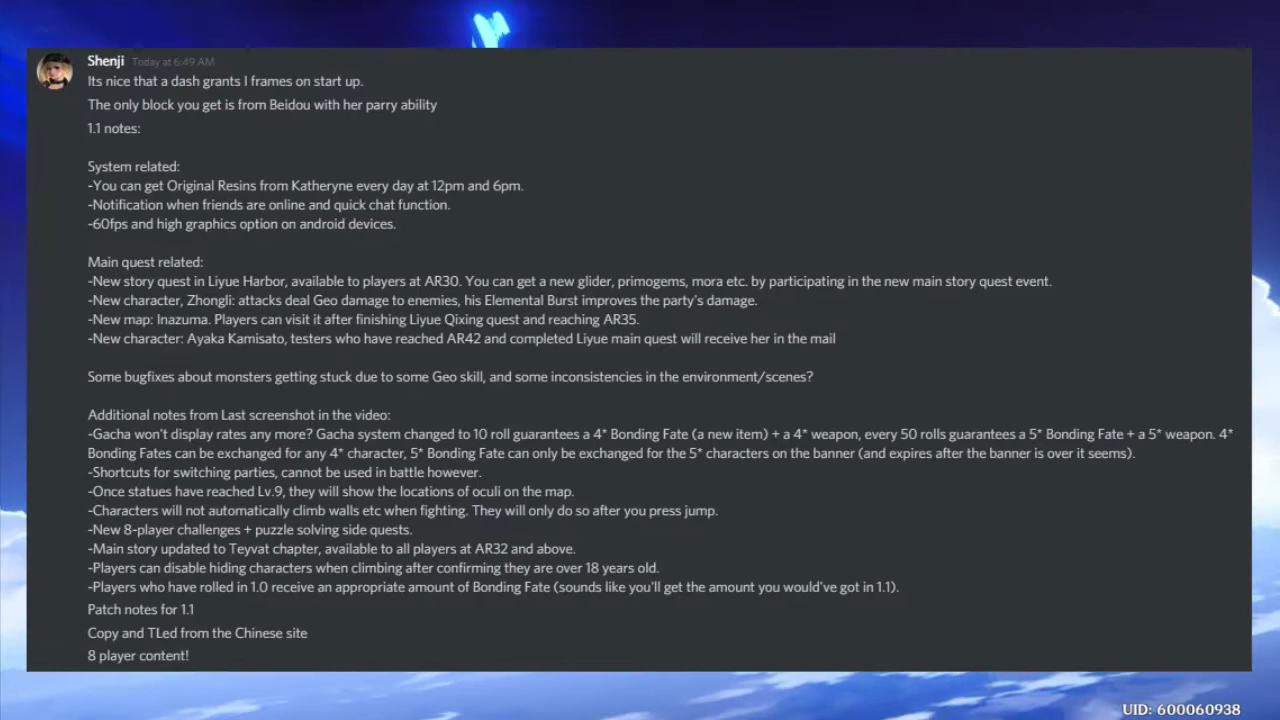 Shenji Today at 6:49 AM
Its nice that a dash grants I frames on start up.
The only block you get is from Beidou with her parry ability
1.1 notes:
System related:
-You can get Original Resins from Katheryne every day at 12pm and 6pm.
-Notification when friends are online and quick chat function.
-60fps and high graphics option on android devices.
Main quest related:
-New story quest in Liyue Harbor, available to players at AR30. You can get a new glider, primogems, mora etc. by participating in the new main story quest event.
-New character, Zhongli: attacks deal Geo damage to enemies, his Elemental Burst improves the party's damage.
-New map: Inazuma. Players can visit it after finishing Liyue Qixing quest and reaching AR35.
-New character: Ayaka Kamisato, testers who have reached AR42 and completed Liyue main quest will receive her in the mail
Some bugfixes about monsters getting stuck due to some Geo skill, and some inconsistencies in the environment/scenes?
Additional notes from Last screenshot in the video:
-Gacha won't display rates any more? Gacha system changed to 10 roll guarantees a 4* Bonding Fate (a new item) + a 4* weapon, every 50 rolls guarantees a 5* Bonding Fate + a 5* weapon. 4*
Bonding Fates can be exchanged for any 4* character, 5* Bonding Fate can only be exchanged for the 5* characters on the banner (and expires after the banner is over it seems).
-Shortcuts for switching parties, cannot be used in battle however.
-Once statues have reached Lv.9, they will show the locations of oculi on the map.
-Characters will not automatically climb walls etc when fighting. They will only do so after you press jump.
-New 8-player challenges + puzzle solving side quests.
-Main story updated to Teyvat chapter, available to all players at AR32 and above.
-Players can disable hiding characters when climbing after confirming they are over 18 years old.
-Players who have rolled in 1.0 receive an appropriate amount of Bonding Fate (sounds like you'll get the amount you would've got in 1.1).
Patch notes for 1.1
Copy and TLed from the Chinese site
8 player content!
UID: 600060938